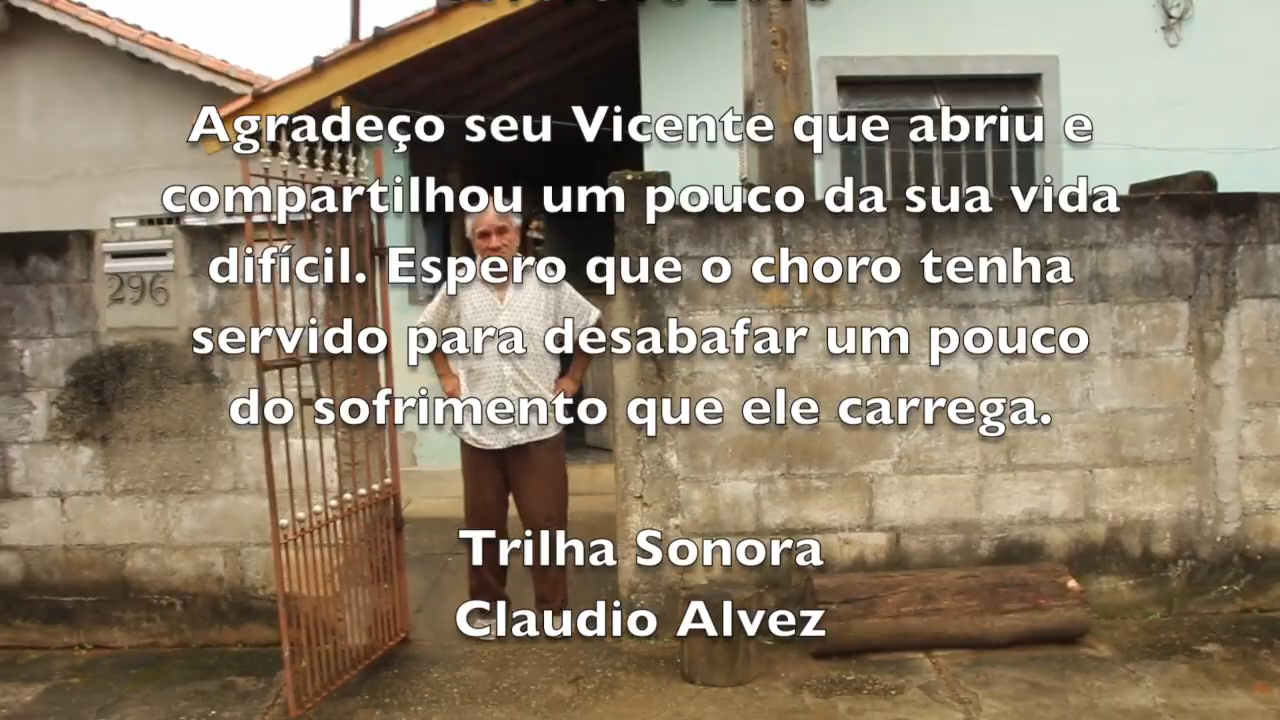 Agradeço seu Vicente que abriu e
compartilhou um pouco da sua vida
difícil. Espero que o choro tenha
servido para desabafar um pouco
do sofrimento que ele carrega.
Trilha Sonora
Claudio Alvez
296